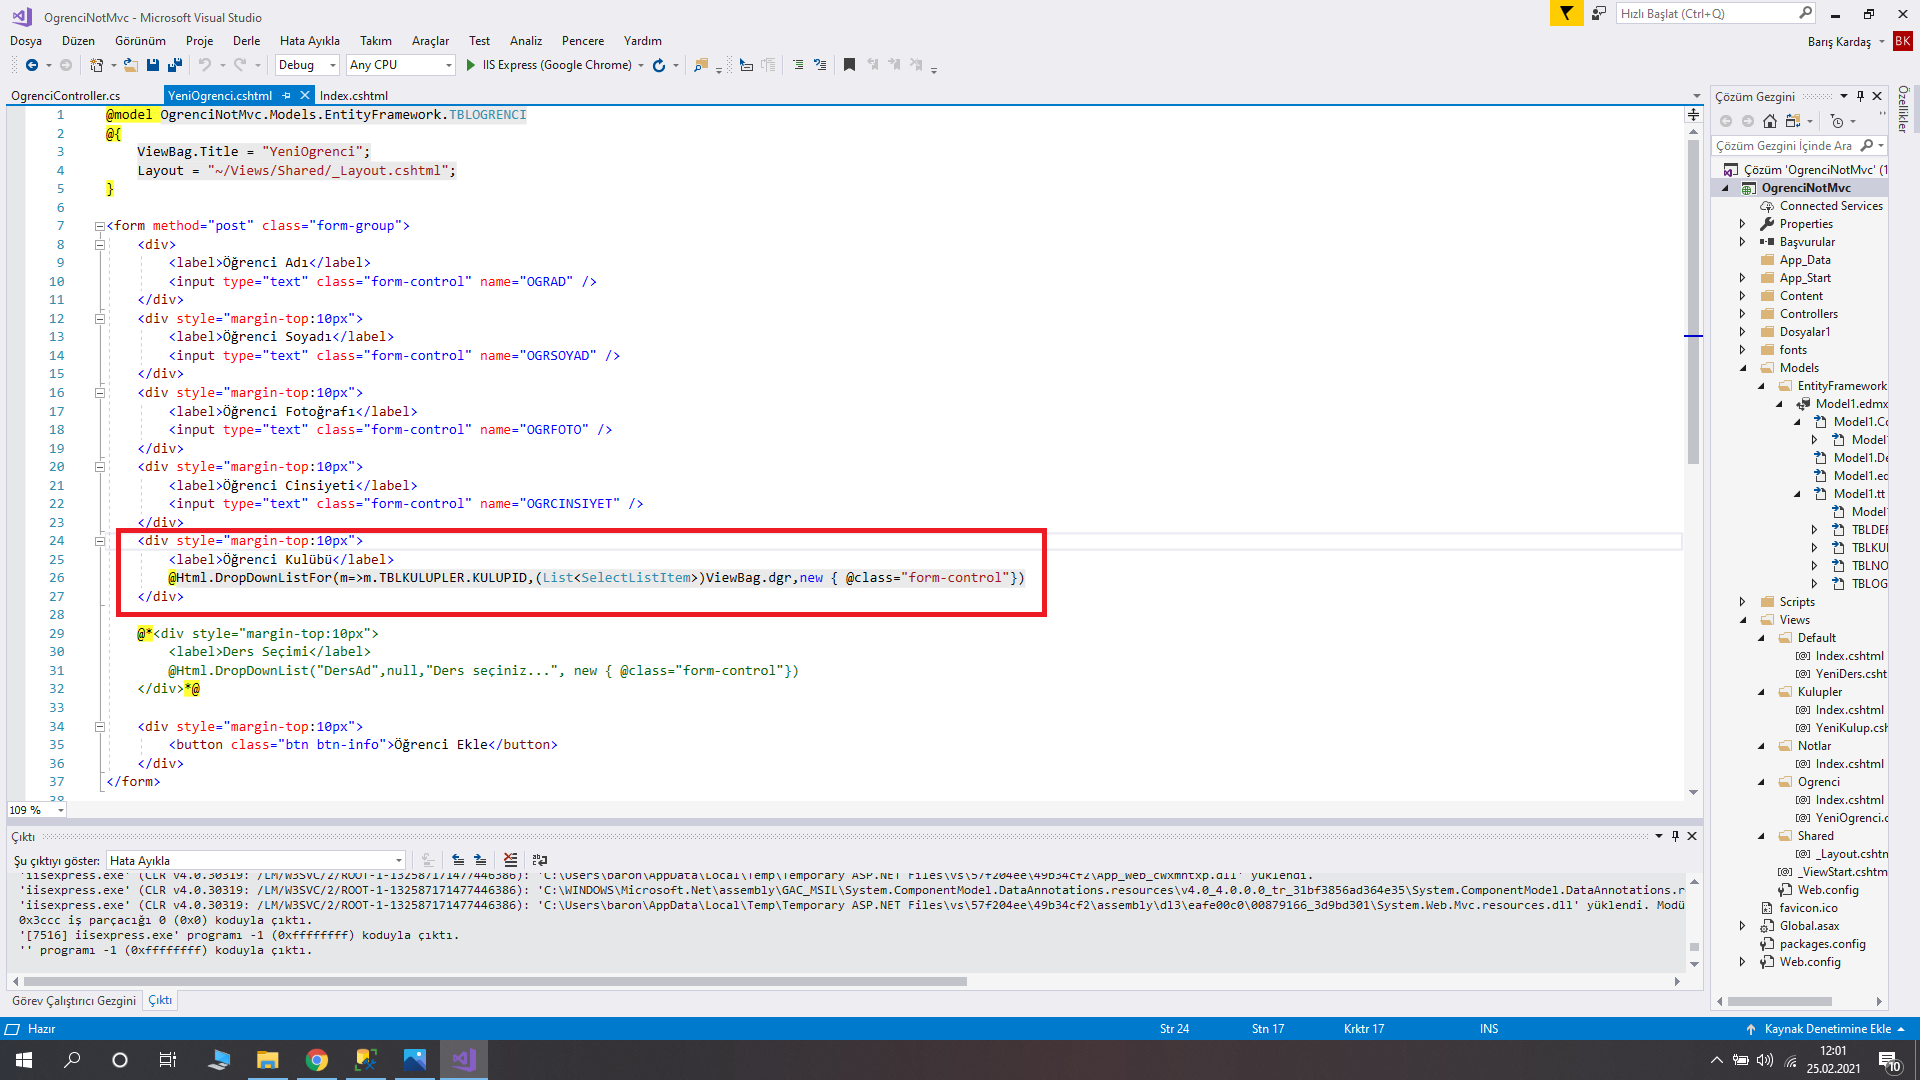 OgrenciNotMvc - Microsoft Visual Studio
Hızlı Başlat (Ctrl+Q)
Dosya Düzen Görünüm Proje Derle Hata Ayıkla Takım Araçlar Test Analiz Pencere Yardım
Barış Kardaş BK
Debug Any CPU IIS Express (Google Chrome)
OgrenciController.cs YeniOgrenci.cshtml Index.cshtml
1 @model OgrenciNotMvc.Models.EntityFramework.TBLOGRENCI
2 @{
3 ViewBag.Title = "YeniOgrenci";
4 Layout = "~/Views/Shared/_Layout.cshtml";
5 }
6
7 <form method="post" class="form-group">
8 <div>
9 <label>Öğrenci Adı</label>
10 <input type="text" class="form-control" name="OGRAD" />
11 </div>
12 <div style="margin-top:10px">
13 <label>Öğrenci Soyadı</label>
14 <input type="text" class="form-control" name="OGRSOYAD" />
15 </div>
16 <div style="margin-top:10px">
17 <label>Öğrenci Fotoğrafı</label>
18 <input type="text" class="form-control" name="OGRFOTO" />
19 </div>
20 <div style="margin-top:10px">
21 <label>Öğrenci Cinsiyeti</label>
22 <input type="text" class="form-control" name="OGRCINSIYET" />
23 </div>
24 <div style="margin-top:10px">
25 <label>Öğrenci Kulübü</label>
26 @Html.DropDownListFor(m=>m.TBLKULUPLER.KULUPID,(List<SelectListItem>)ViewBag.dgr,new { @class="form-control"})
27 </div>
28
29 @*<div style="margin-top:10px">
30 <label>Ders Seçimi</label>
31 @Html.DropDownList("DersAd",null,"Ders seçiniz...", new { @class="form-control"})
32 </div>*@
33
34 <div style="margin-top:10px">
35 <button class="btn btn-info">Öğrenci Ekle</button>
36 </div>
37 </form>
38
109 %
Çıktı
Şu çıktıyı göster: Hata Ayıkla
'iisexpress.exe' (CLR v4.0.30319: /LM/W3SVC/2/ROOT-1-132587171477446386): 'C:\Users\baron\AppData\Local\Temp\Temporary ASP.NET Files\vs\57f204ee\49b34cf2\App_Web_cwxmntxp.dll' yüklendi.
'iisexpress.exe' (CLR v4.0.30319: /LM/W3SVC/2/ROOT-1-132587171477446386): 'C:\WINDOWS\Microsoft.Net\assembly\GAC_MSIL\System.ComponentModel.DataAnnotations.resources\v4.0_4.0.0.0_tr_31bf3856ad364e35\System.ComponentModel.DataAnnotations.r
'iisexpress.exe' (CLR v4.0.30319: /LM/W3SVC/2/ROOT-1-132587171477446386): 'C:\Users\baron\AppData\Local\Temp\Temporary ASP.NET Files\vs\57f204ee\49b34cf2\assembly\dl3\eafe00c0\00879166_3d9bd301\System.Web.Mvc.resources.dll' yüklendi. Modü
0x3ccc iş parçacığı 0 (0x0) koduyla çıktı.
'[7516] iisexpress.exe' programı -1 (0xffffffff) koduyla çıktı.
'' programı -1 (0xffffffff) koduyla çıktı.
Görev Çalıştırıcı Gezgini Çıktı
Çözüm Gezgini
Özellikler
Çözüm Gezgini İçinde Ara
Çözüm 'OgrenciNotMvc' (1
OgrenciNotMvc
Connected Services
Properties
Başvurular
App_Data
App_Start
Content
Controllers
Dosyalar1
fonts
Models
EntityFramework
Model1.edmx
Model1.Co
Model
Model1.De
Model1.ed
Model1.tt
Model
TBLDEF
TBLKUI
TBLNO
TBLOG
Scripts
Views
Default
Index.cshtml
YeniDers.csht
Kulupler
Index.cshtml
YeniKulup.csh
Notlar
Index.cshtml
Ogrenci
Index.cshtml
YeniOgrenci.c
Shared
_Layout.cshtm
_ViewStart.cshtm
Web.config
favicon.ico
Global.asax
packages.config
Web.config
Hazır Str 24 Stn 17 Krktr 17 INS Kaynak Denetimine Ekle
12:01
25.02.2021
10